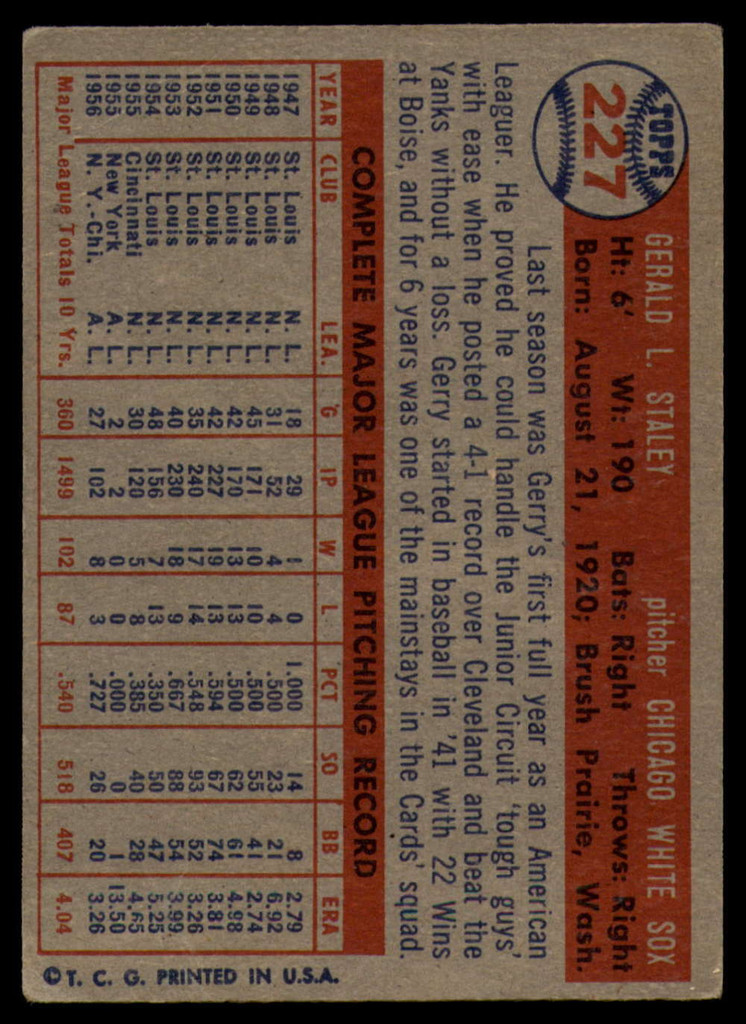 TOPPS
227
GERALD L. STALEY pitcher CHICAGO WHITE SOX
Ht: 6' Wt: 190 Bats: Right Throws: Right
Born: August 21, 1920; Brush Prairie, Wash.
Last season was Gerry's first full year as an American
Leaguer. He proved he could handle the Junior Circuit 'tough guys'
with ease when he posted a 4-1 record over Cleveland and beat the
Yanks without a loss. Gerry started in baseball in '41 with 22 Wins
at Boise, and for 6 years was one of the mainstays in the Cards' squad.
COMPLETE MAJOR LEAGUE PITCHING RECORD
YEAR CLUB LEA. G IP W L PCT SO BB ERA
1947 St. Louis N. L. 18 29 1 0 1.000 14 8 2.79
1948 St. Louis N. L. 31 52 4 4 .500 23 21 6.92
1949 St. Louis N. L. 45 171 10 10 .500 55 41 2.74
1950 St. Louis N. L. 42 170 13 13 .500 62 61 4.98
1951 St. Louis N. L. 42 227 19 13 .594 67 74 3.81
1952 St. Louis N. L. 35 240 17 14 .548 93 52 3.26
1953 St. Louis N. L. 40 230 18 9 .667 88 54 3.99
1954 St. Louis N. L. 48 156 7 13 .350 50 47 5.25
1955 Cincinnati N. L. 30 120 5 8 .385 40 28 4.65
1955 New York A. L. 2 2 0 0 .000 0 1 13.50
1956 N. Y.-Chi. A. L. 27 102 8 3 .727 26 20 3.26
Major League Totals 10 Yrs. 360 1499 102 87 .540 518 407 4.04
© T. C. G. PRINTED IN U.S.A.